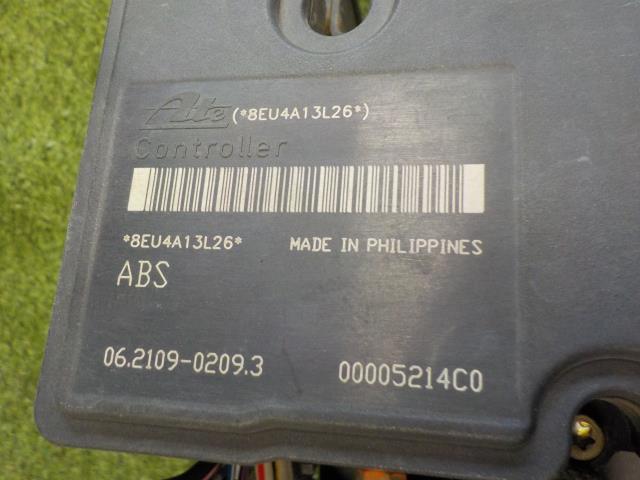 Ate (*8EU4A13L26*)
Controller
*8EU4A13L26* MADE IN PHILIPPINES
ABS
06.2109-0209.3 00005214C0